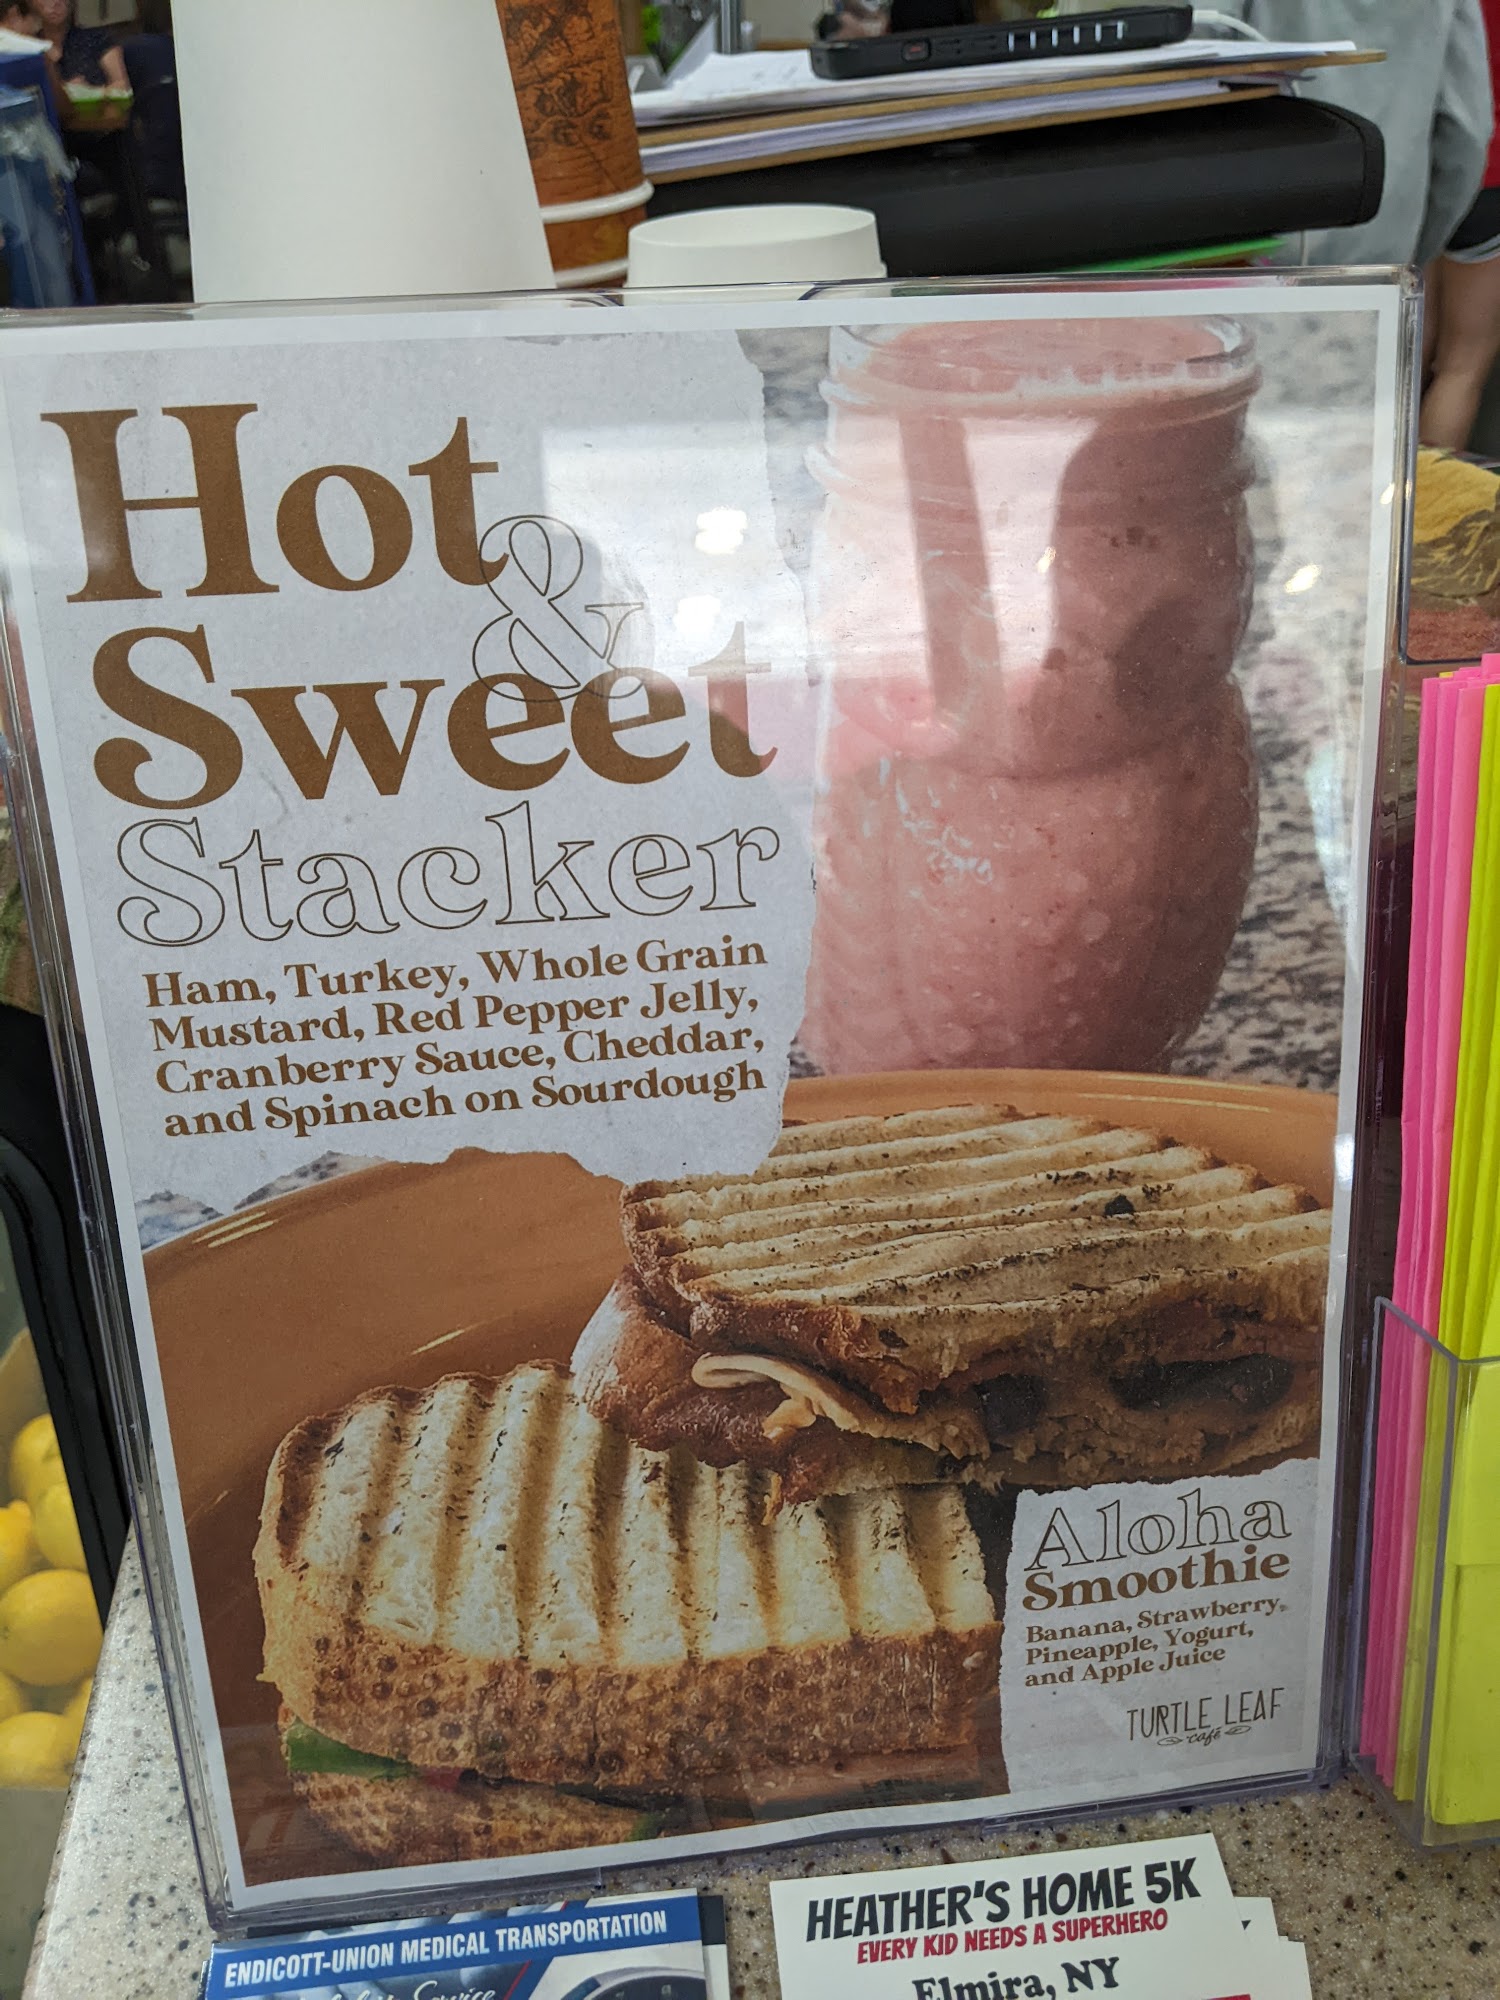 Hot
&
Sweet
Stacker
Ham, Turkey, Whole Grain
Mustard, Red Pepper Jelly,
Cranberry Sauce, Cheddar,
and Spinach on Sourdough
Aloha
Smoothie
Banana, Strawberry,
Pineapple, Yogurt,
and Apple Juice
TURTLE LEAF
café
ENDICOTT-UNION MEDICAL TRANSPORTATION
Service
HEATHER'S HOME 5K
EVERY KID NEEDS A SUPERHERO
Elmira, NY